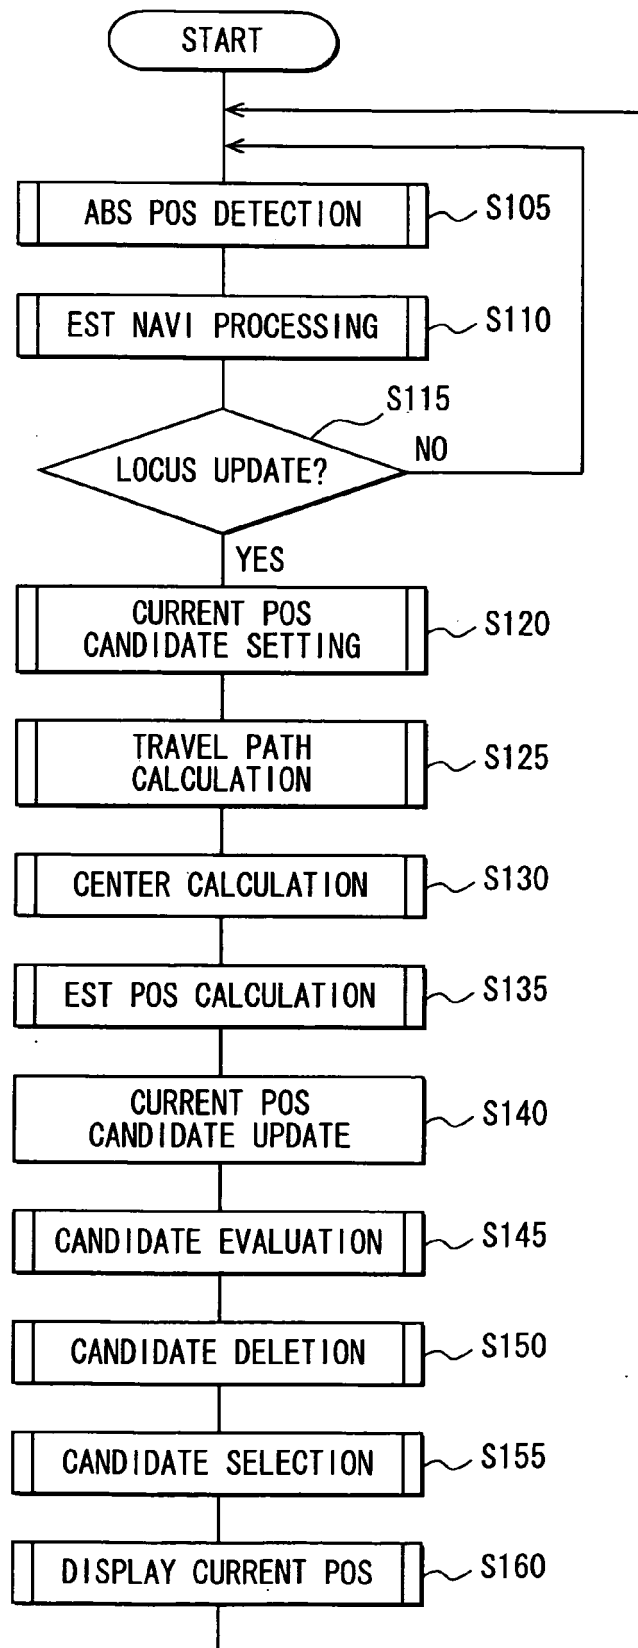 START
ABS POS DETECTION
S105
EST NAVI PROCESSING
S110
S115
LOCUS UPDATE?
NO
YES
CURRENT POS
CANDIDATE SETTING
S120
TRAVEL PATH
CALCULATION
S125
CENTER CALCULATION
S130
EST POS CALCULATION
S135
CURRENT POS
CANDIDATE UPDATE
S140
CANDIDATE EVALUATION
S145
CANDIDATE DELETION
S150
CANDIDATE SELECTION
S155
DISPLAY CURRENT POS
S160